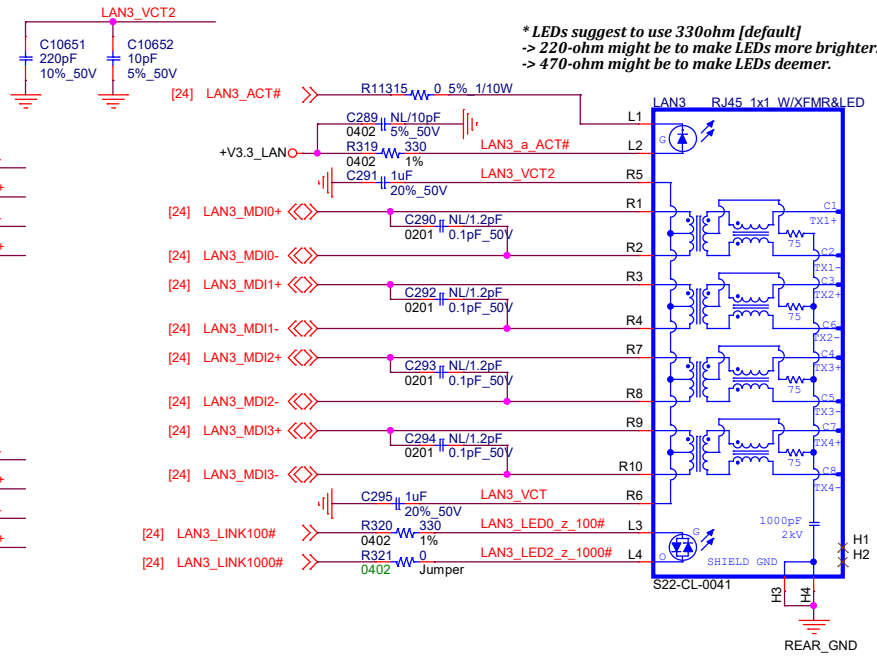 LAN3_VCT2
C10651
220pF
10%_50V
C10652
10pF
5%_50V
* LEDs suggest to use 330ohm [default]
-> 220-ohm might be to make LEDs more brighter.
-> 470-ohm might be to make LEDs deemer.
[24] LAN3_ACT#
R11315 0 5%_1/10W
LAN3 RJ45 1x1 W/XFMR&LED
C289 NL/10pF
0402 5%_50V
L1
G
+V3.3_LAN
R319 330
0402 1%
LAN3_a_ACT#
L2
C291 1uF
20%_50V
LAN3_VCT2
R5
[24] LAN3_MDI0+
R1
C1
TX1+
C290 NL/1.2pF
0201 0.1pF_50V
75
[24] LAN3_MDI0-
R2
C2
TX1-
[24] LAN3_MDI1+
R3
C3
TX2+
C292 NL/1.2pF
0201 0.1pF_50V
75
[24] LAN3_MDI1-
R4
C6
TX2-
[24] LAN3_MDI2+
R7
C4
TX3+
C293 NL/1.2pF
0201 0.1pF_50V
75
[24] LAN3_MDI2-
R8
C5
TX3-
[24] LAN3_MDI3+
R9
C7
TX4+
C294 NL/1.2pF
0201 0.1pF_50V
75
[24] LAN3_MDI3-
R10
C8
TX4-
C295 1uF
20%_50V
LAN3_VCT
R6
[24] LAN3_LINK100#
R320 330
0402 1%
LAN3_LED0_z_100#
L3
G
1000pF
2kV
[24] LAN3_LINK1000#
R321 0
0402 Jumper
LAN3_LED2_z_1000#
L4
O
SHIELD GND
H1
H2
S22-CL-0041
H3
H4
REAR_GND